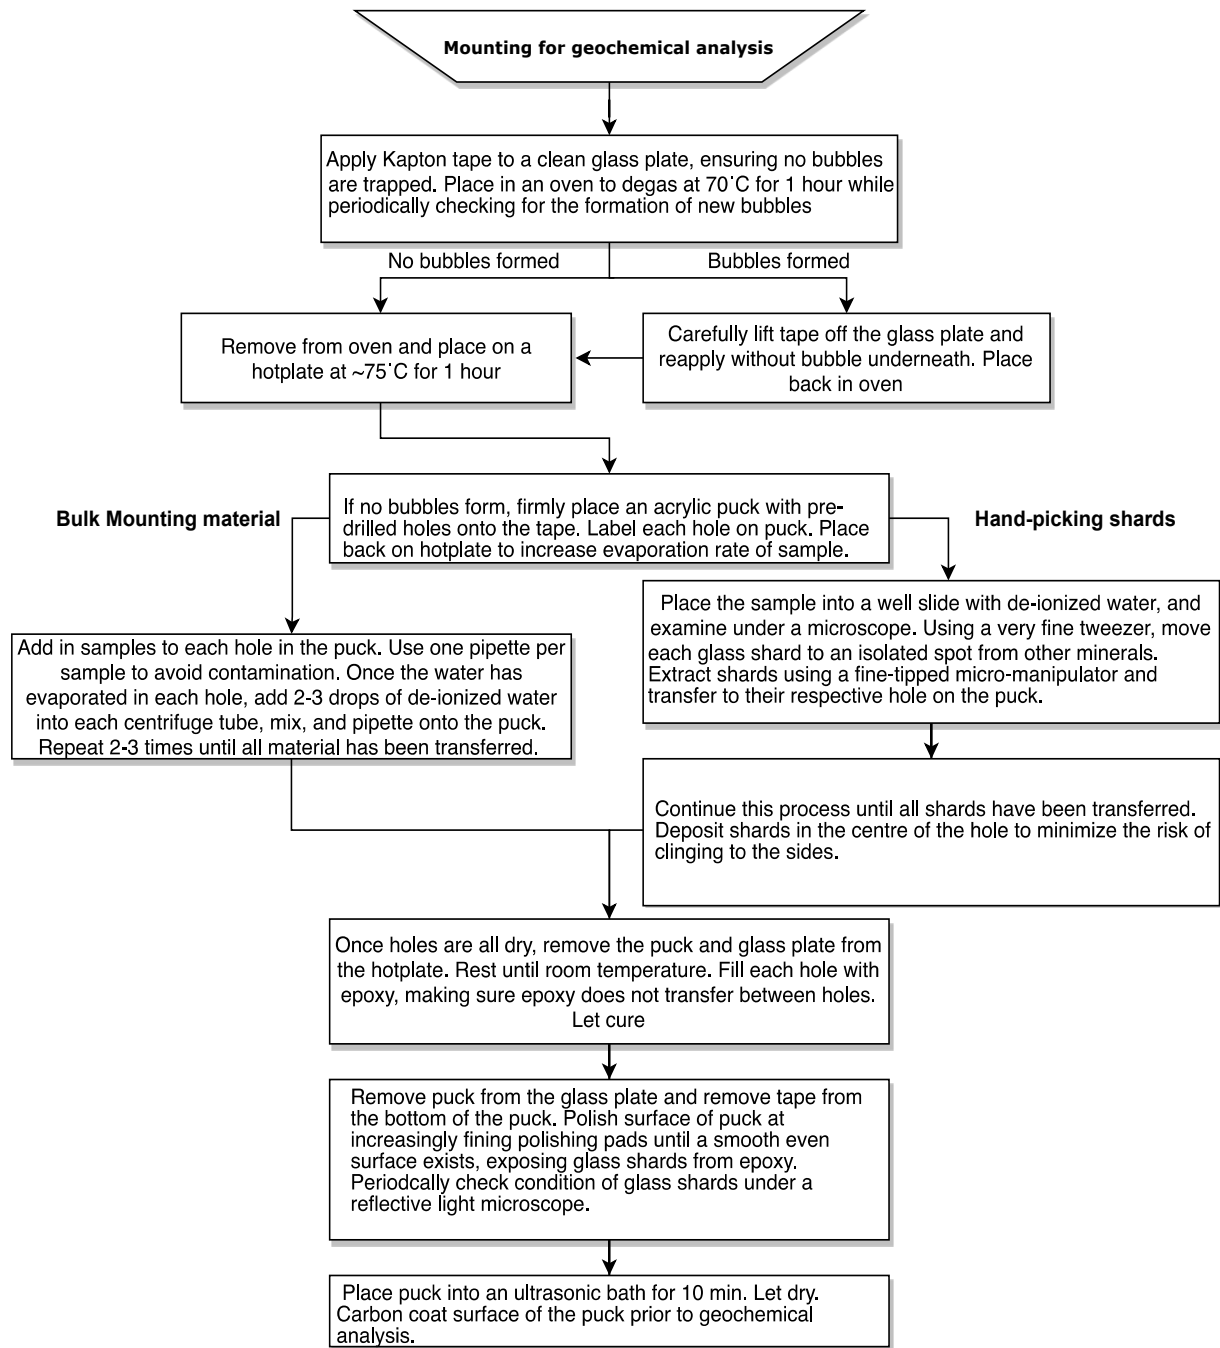 Mounting for geochemical analysis
Apply Kapton tape to a clean glass plate, ensuring no bubbles
are trapped. Place in an oven to degas at 70˚C for 1 hour while
periodically checking for the formation of new bubbles
No bubbles formed
Bubbles formed
Remove from oven and place on a
hotplate at ~75˚C for 1 hour
Carefully lift tape off the glass plate and
reapply without bubble underneath. Place
back in oven
If no bubbles form, firmly place an acrylic puck with pre-
drilled holes onto the tape. Label each hole on puck. Place
back on hotplate to increase evaporation rate of sample.
Bulk Mounting material
Hand-picking shards
Add in samples to each hole in the puck. Use one pipette per
sample to avoid contamination. Once the water has
evaporated in each hole, add 2-3 drops of de-ionized water
into each centrifuge tube, mix, and pipette onto the puck.
Repeat 2-3 times until all material has been transferred.
Place the sample into a well slide with de-ionized water, and
examine under a microscope. Using a very fine tweezer, move
each glass shard to an isolated spot from other minerals.
Extract shards using a fine-tipped micro-manipulator and
transfer to their respective hole on the puck.
Continue this process until all shards have been transferred.
Deposit shards in the centre of the hole to minimize the risk of
clinging to the sides.
Once holes are all dry, remove the puck and glass plate from
the hotplate. Rest until room temperature. Fill each hole with
epoxy, making sure epoxy does not transfer between holes.
Let cure
Remove puck from the glass plate and remove tape from
the bottom of the puck. Polish surface of puck at
increasingly fining polishing pads until a smooth even
surface exists, exposing glass shards from epoxy.
Periodcally check condition of glass shards under a
reflective light microscope.
Place puck into an ultrasonic bath for 10 min. Let dry.
Carbon coat surface of the puck prior to geochemical
analysis.